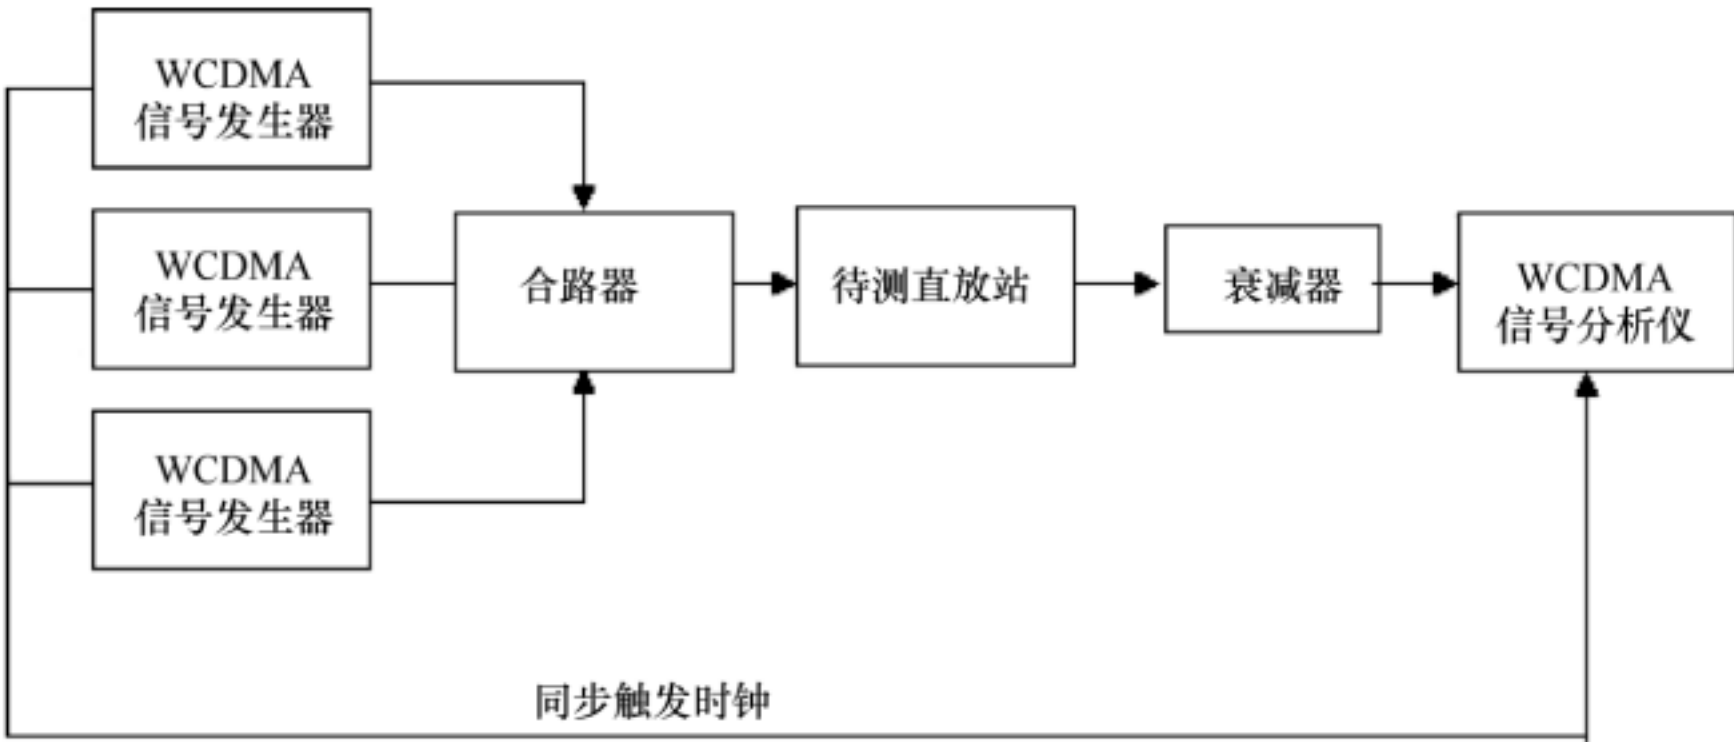 WCDMA
信号发生器
WCDMA
信号发生器
合路器
待测直放站
衰减器
WCDMA
信号分析仪
WCDMA
信号发生器
同步触发时钟